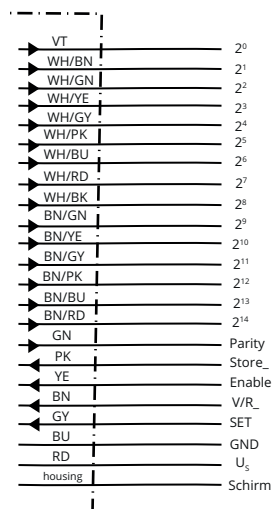 VT 2⁰
WH/BN 2¹
WH/GN 2²
WH/YE 2³
WH/GY 2⁴
WH/PK 2⁵
WH/BU 2⁶
WH/RD 2⁷
WH/BK 2⁸
BN/GN 2⁹
BN/YE 2¹⁰
BN/GY 2¹¹
BN/PK 2¹²
BN/BU 2¹³
BN/RD 2¹⁴
GN Parity
PK Store_
YE Enable
BN V/R_
GY SET
BU GND
RD Uₛ
housing Schirm